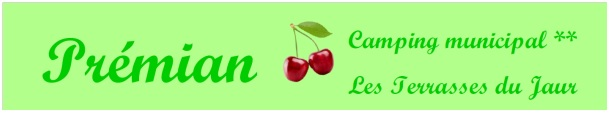 Prémian
Camping municipal **
Les Terrasses du Jaur